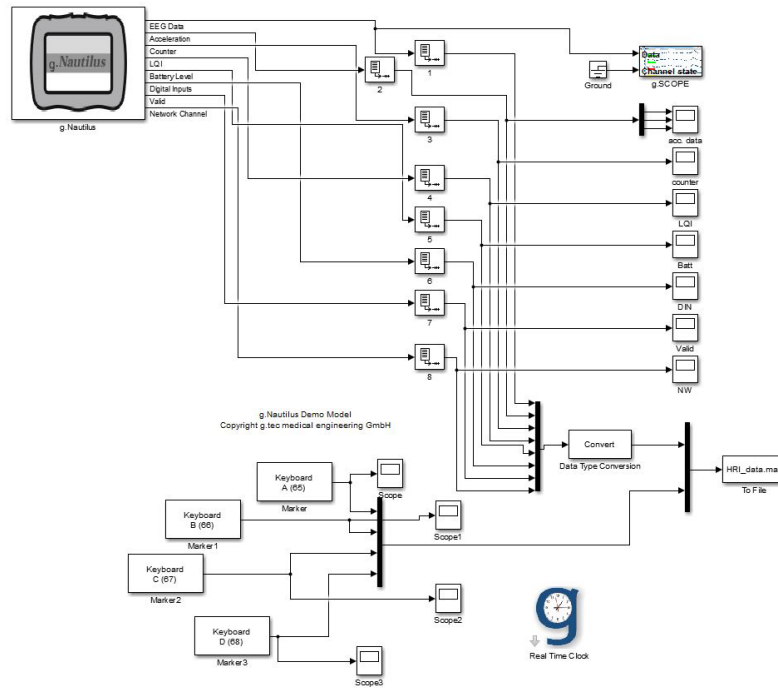 EEG Data
Acceleration
Counter
LQI
Battery Level
Digital Inputs
Valid
Network Channel
g.Nautilus
g.Nautilus
1
2
3
4
5
6
7
8
Ground
Data
Channel state
g.SCOPE
acc. data
counter
LQI
Batt
DIN
Valid
NW
g.Nautilus Demo Model
Copyright g.tec medical engineering GmbH
Convert
Data Type Conversion
HRI_data.ma
To File
Keyboard
A (65)
Marker
Scope
Keyboard
B (66)
Marker1
Scope1
Keyboard
C (67)
Marker2
Scope2
Keyboard
D (68)
Marker3
Scope3
g
Real Time Clock